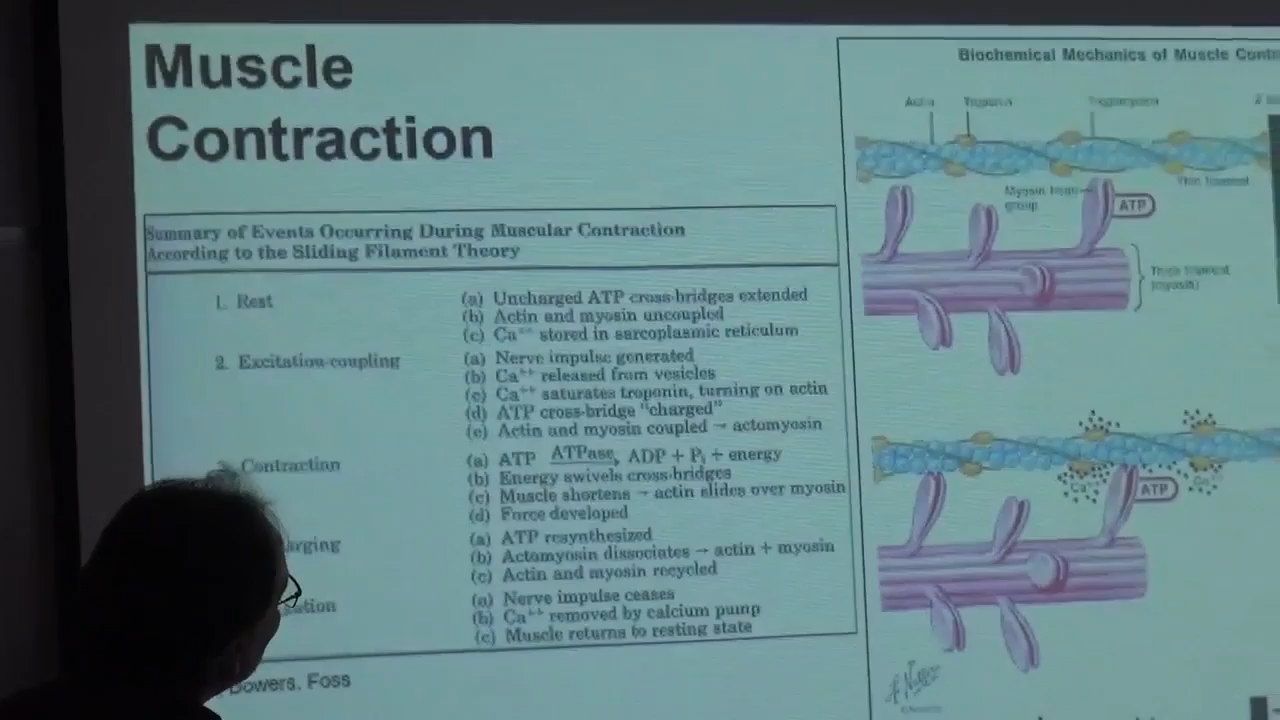 Muscle
Contraction
Summary of Events Occurring During Muscular Contraction
According to the Sliding Filament Theory
1. Rest
(a) Uncharged ATP cross-bridges extended
(b) Actin and myosin uncoupled
(c) Ca++ stored in sarcoplasmic reticulum
2. Excitation-coupling
(a) Nerve impulse generated
(b) Ca++ released from vesicles
(c) Ca++ saturates troponin, turning on actin
(d) ATP cross-bridge "charged"
(e) Actin and myosin coupled → actomyosin
Contraction
(a) ATP ATPase, ADP + Pi + energy
(b) Energy swivels cross-bridges
(c) Muscle shortens → actin slides over myosin
(d) Force developed
arging
(a) ATP resynthesized
(b) Actomyosin dissociates → actin + myosin
(c) Actin and myosin recycled
ation
(a) Nerve impulse ceases
(b) Ca++ removed by calcium pump
(c) Muscle returns to resting state
Bowers, Foss
Biochemical Mechanics of Muscle Contr
Actin Troponin Tropomyosin
Thin filament
Myosin head
group
ATP
Thick filament
(myosin)
Ca++
ATP
Ca++